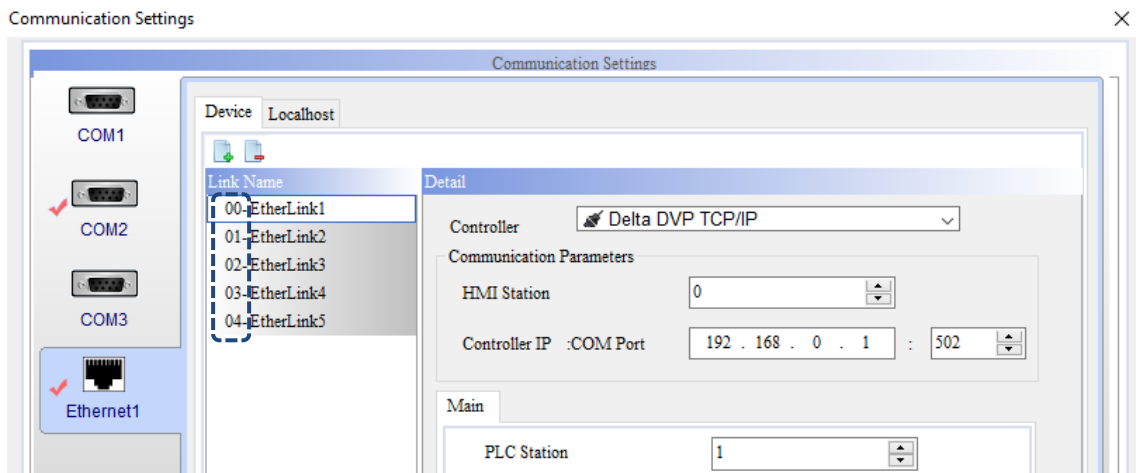 Communication Settings
Communication Settings
COM1
COM2
COM3
Ethernet1
Device Localhost
Link Name
00-EtherLink1
01-EtherLink2
02-EtherLink3
03-EtherLink4
04-EtherLink5
Detail
Controller Delta DVP TCP/IP
Communication Parameters
HMI Station 0
Controller IP :COM Port 192 . 168 . 0 . 1 : 502
Main
PLC Station 1